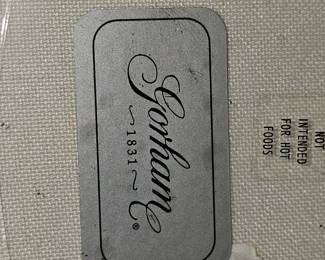 Gorham
~1831~
®
NOT
INTENDED
FOR HOT
FOODS